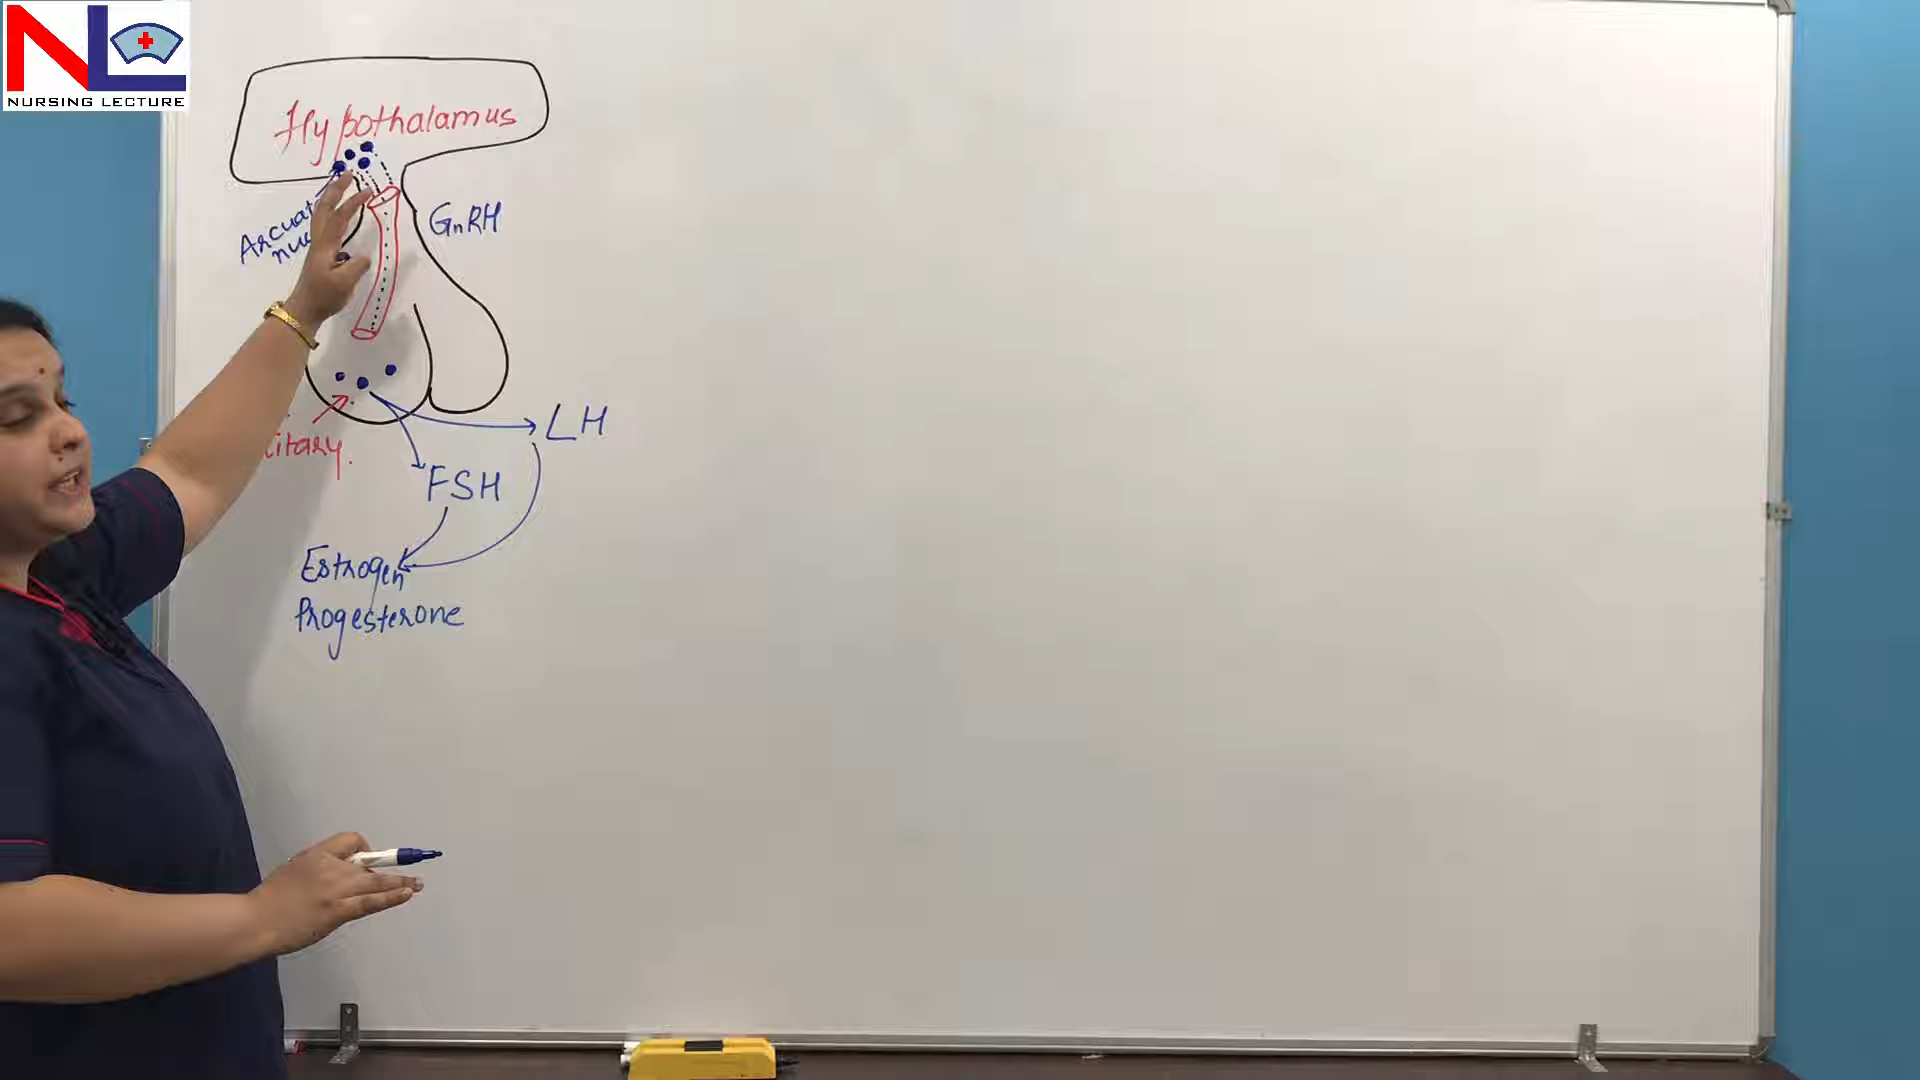 NL
NURSING LECTURE
Hypothalamus
GnRH
LH
FSH
Estrogen
Progesterone